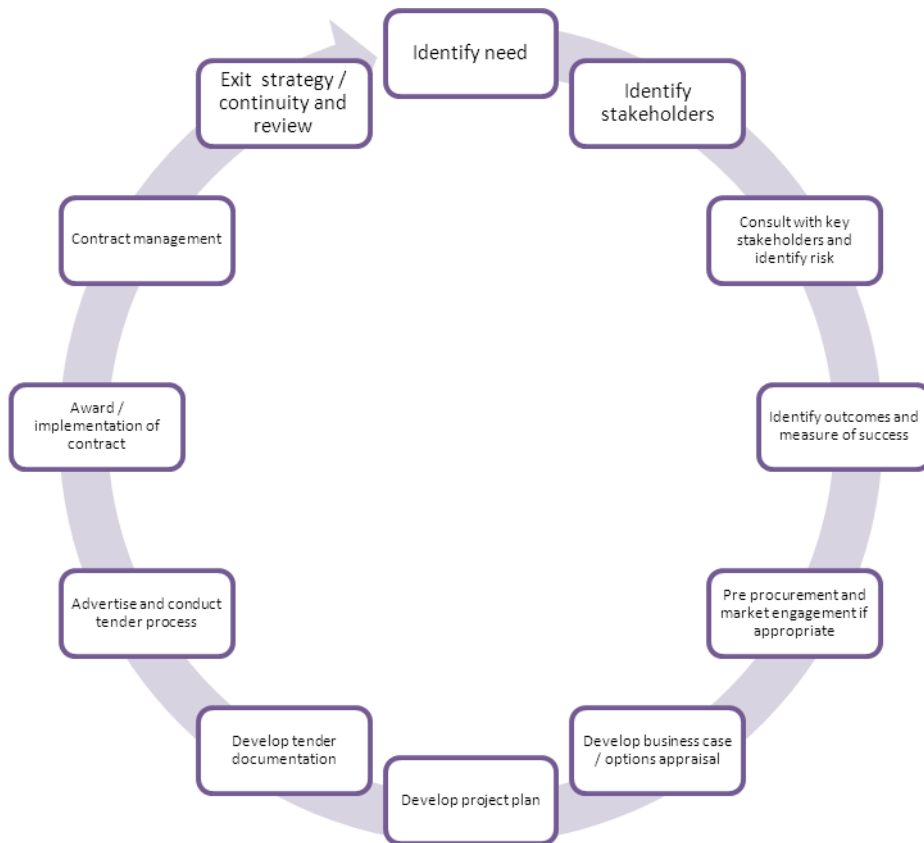 Identify need
Identify
stakeholders
Consult with key
stakeholders and
identify risk
Identify outcomes and
measure of success
Pre procurement and
market engagement if
appropriate
Develop business case
/ options appraisal
Develop project plan
Develop tender
documentation
Advertise and conduct
tender process
Award /
implementation of
contract
Contract management
Exit strategy /
continuity and
review